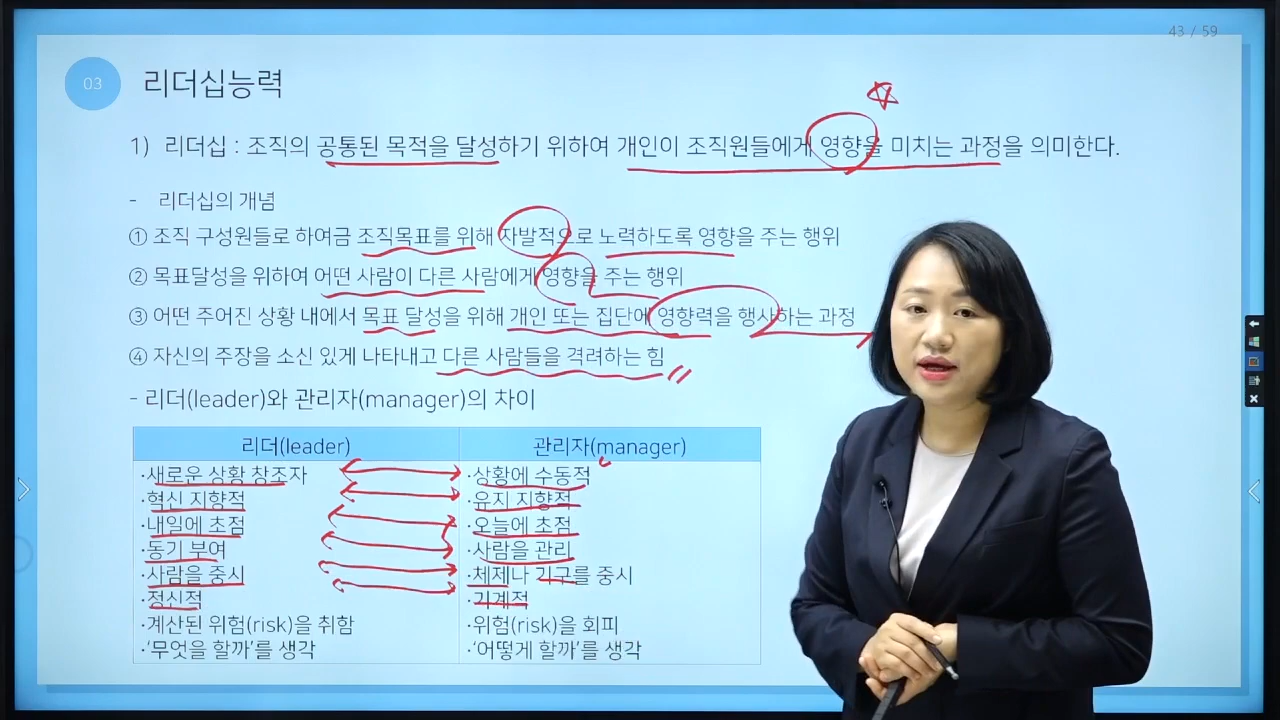 43 / 59
03 리더십능력
1) 리더십 : 조직의 공통된 목적을 달성하기 위하여 개인이 조직원들에게 영향을 미치는 과정을 의미한다.
- 리더십의 개념
① 조직 구성원들로 하여금 조직목표를 위해 자발적으로 노력하도록 영향을 주는 행위
② 목표달성을 위하여 어떤 사람이 다른 사람에게 영향을 주는 행위
③ 어떤 주어진 상황 내에서 목표 달성을 위해 개인 또는 집단에 영향력을 행사하는 과정
④ 자신의 주장을 소신 있게 나타내고 다른 사람들을 격려하는 힘
- 리더(leader)와 관리자(manager)의 차이
리더(leader) 관리자(manager)
·새로운 상황 창조자 ·상황에 수동적
·혁신 지향적 ·유지 지향적
·내일에 초점 ·오늘에 초점
·동기 부여 ·사람을 관리
·사람을 중시 ·체제나 기구를 중시
·정신적 ·기계적
·계산된 위험(risk)을 취함 ·위험(risk)을 회피
·‘무엇을 할까’를 생각 ·‘어떻게 할까’를 생각